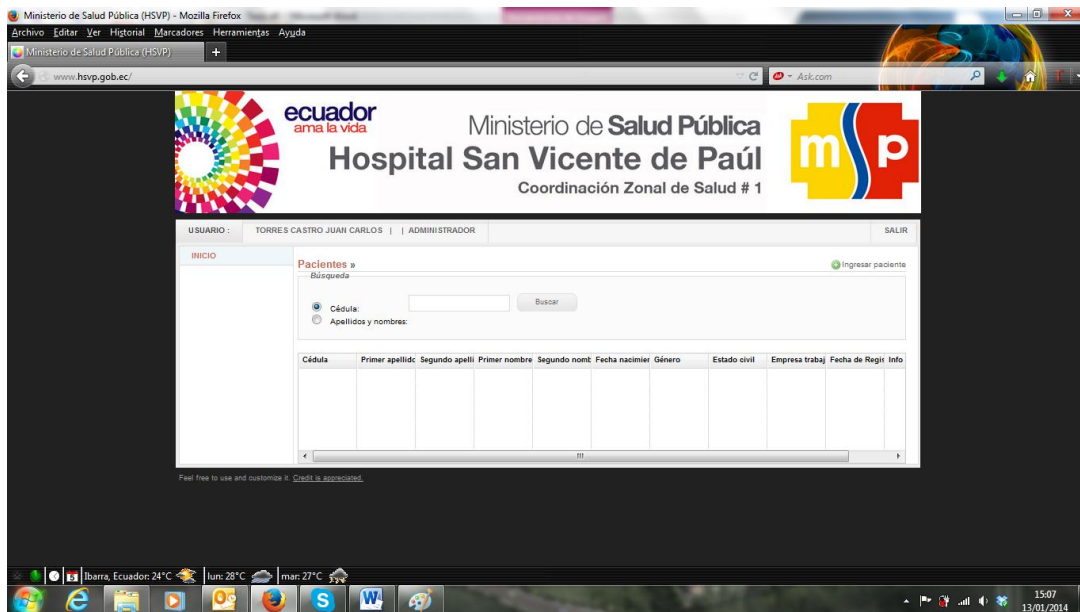 Ministerio de Salud Pública (HSVP) - Mozilla Firefox
Archivo Editar Ver Historial Marcadores Herramientas Ayuda
Ministerio de Salud Pública (HSVP)
www.hsvp.gob.ec/
Ask.com
ecuador
ama la vida
Ministerio de Salud Pública
Hospital San Vicente de Paúl
Coordinación Zonal de Salud # 1
msp
USUARIO : TORRES CASTRO JUAN CARLOS | | ADMINISTRADOR SALIR
INICIO
Pacientes »
Ingresar paciente
Búsqueda
Cédula:
Buscar
Apellidos y nombres:
Cédula Primer apellido Segundo apelli Primer nombre Segundo nomb Fecha nacimier Género Estado civil Empresa trabaj Fecha de Regis Info
Feel free to use and customize it. Credit is appreciated.
Ibarra, Ecuador: 24°C lun: 28°C mar: 27°C
15:07
13/01/2014